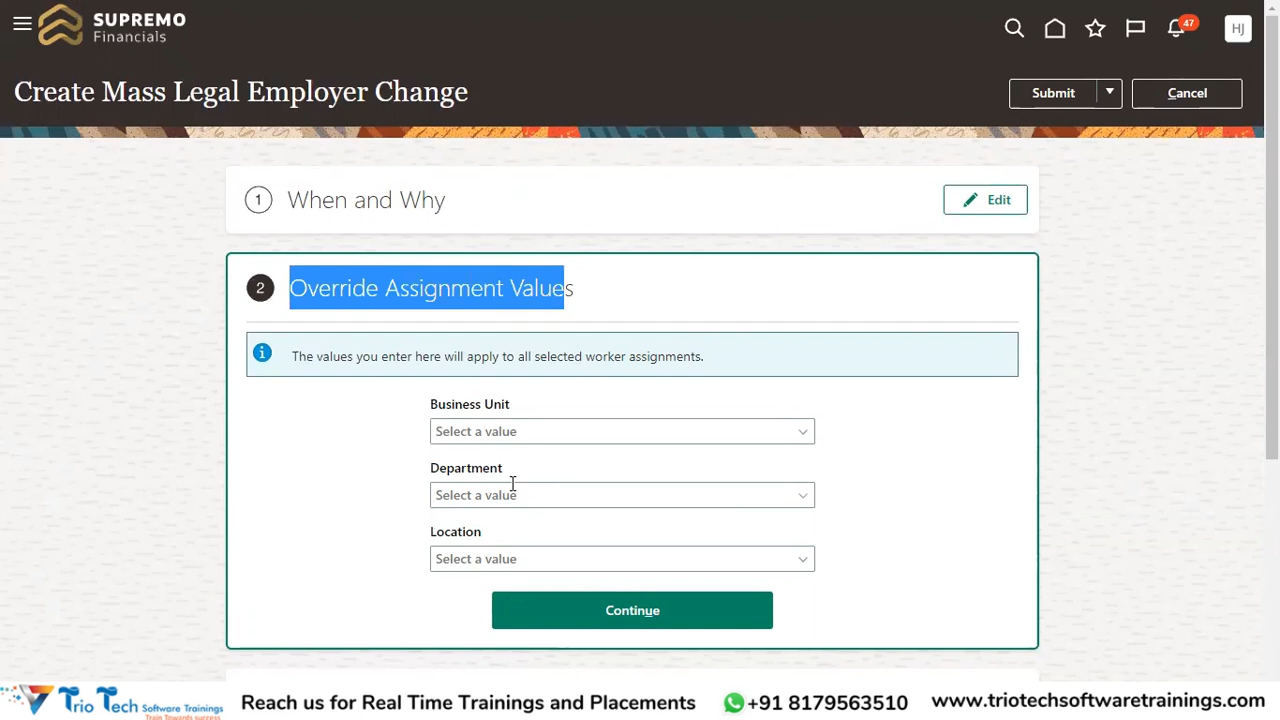 SUPREMO
Financials
47
HJ
Create Mass Legal Employer Change
Submit
Cancel
1
When and Why
Edit
2
Override Assignment Values
The values you enter here will apply to all selected worker assignments.
Business Unit
Select a value
Department
Select a value
Location
Select a value
Continue
Trio Tech Software Trainings
Train Towards success
Reach us for Real Time Trainings and Placements
+91 8179563510
www.triotechsoftwaretrainings.com